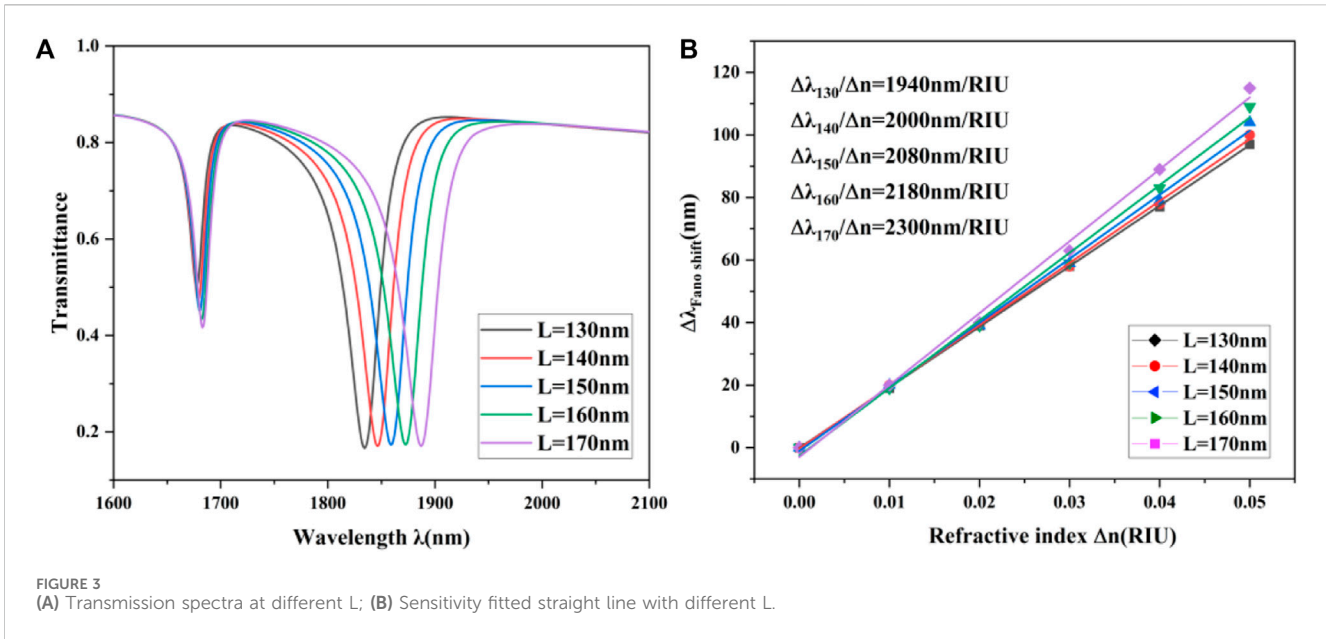 A
Transmittance
1.0
0.8
0.6
0.4
0.2
L=130nm
L=140nm
L=150nm
L=160nm
L=170nm
1600 1700 1800 1900 2000 2100
Wavelength λ(nm)
B
Δλ_Fano shift(nm)
120
100
80
60
40
20
0
Δλ₁₃₀/Δn=1940nm/RIU
Δλ₁₄₀/Δn=2000nm/RIU
Δλ₁₅₀/Δn=2080nm/RIU
Δλ₁₆₀/Δn=2180nm/RIU
Δλ₁₇₀/Δn=2300nm/RIU
L=130nm
L=140nm
L=150nm
L=160nm
L=170nm
0.00 0.01 0.02 0.03 0.04 0.05
Refractive index Δn(RIU)
FIGURE 3
(A) Transmission spectra at different L; (B) Sensitivity fitted straight line with different L.